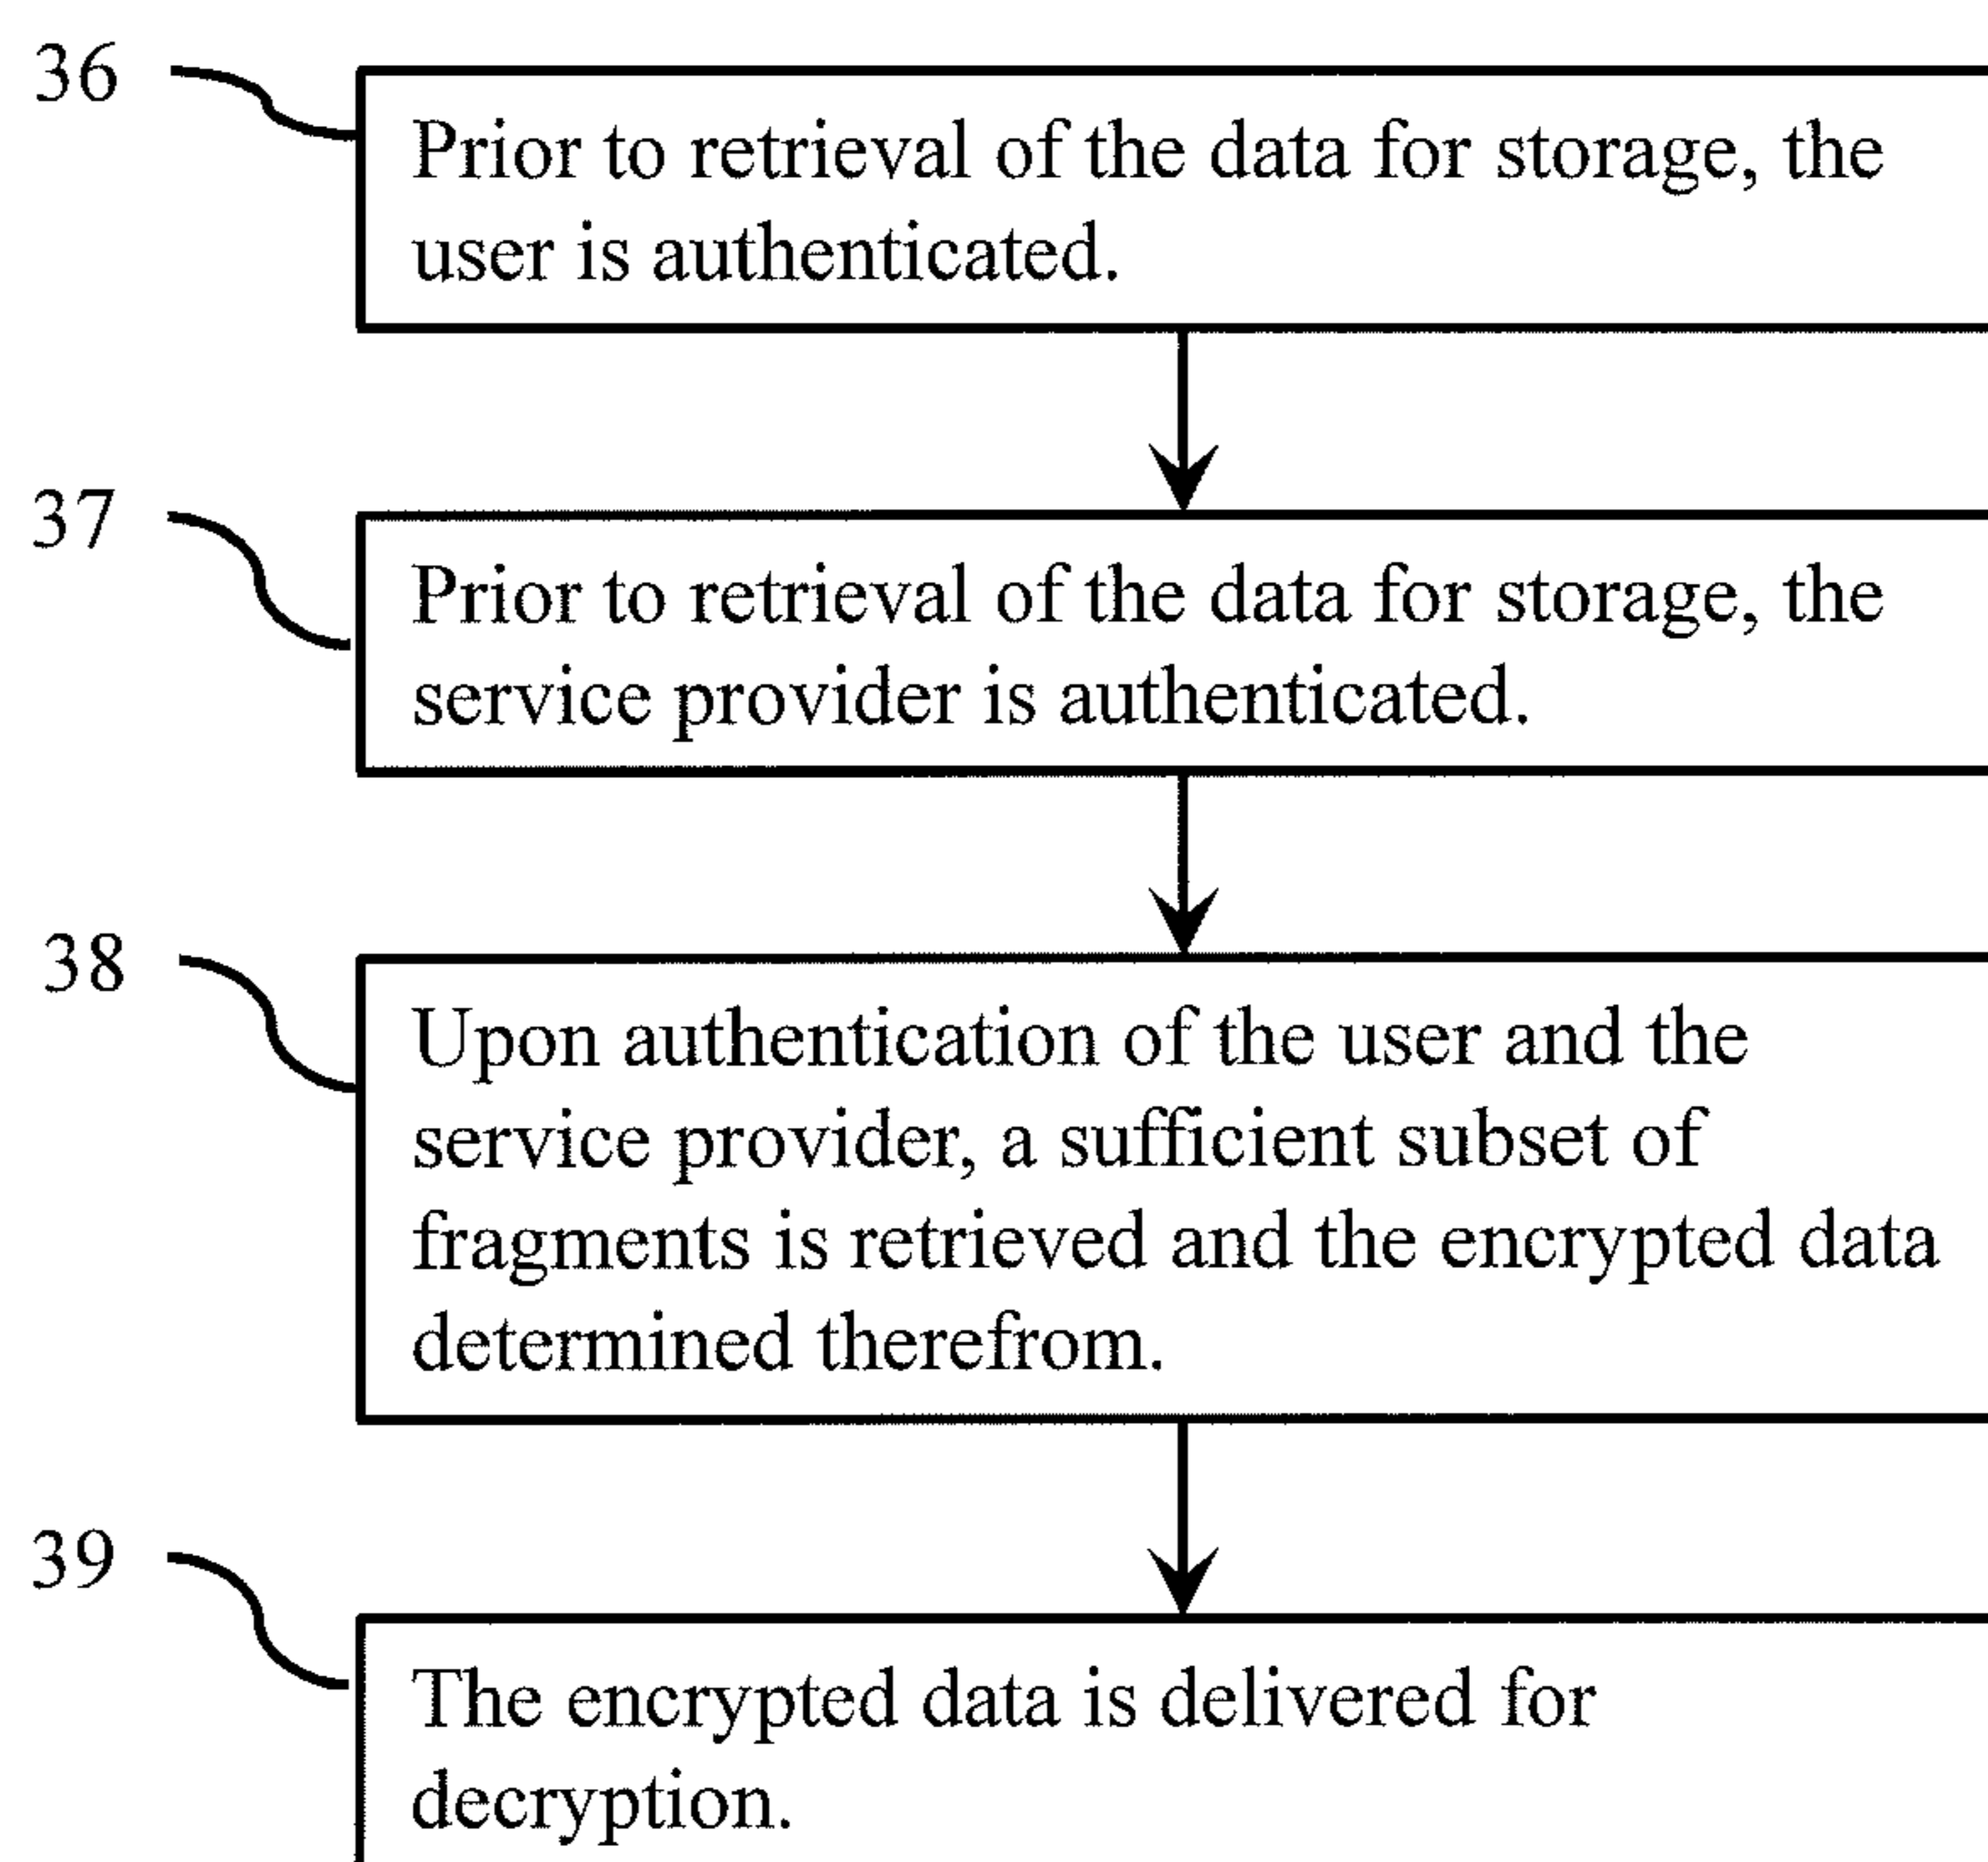 36
Prior to retrieval of the data for storage, the
user is authenticated.
37
Prior to retrieval of the data for storage, the
service provider is authenticated.
38
Upon authentication of the user and the
service provider, a sufficient subset of
fragments is retrieved and the encrypted data
determined therefrom.
39
The encrypted data is delivered for
decryption.